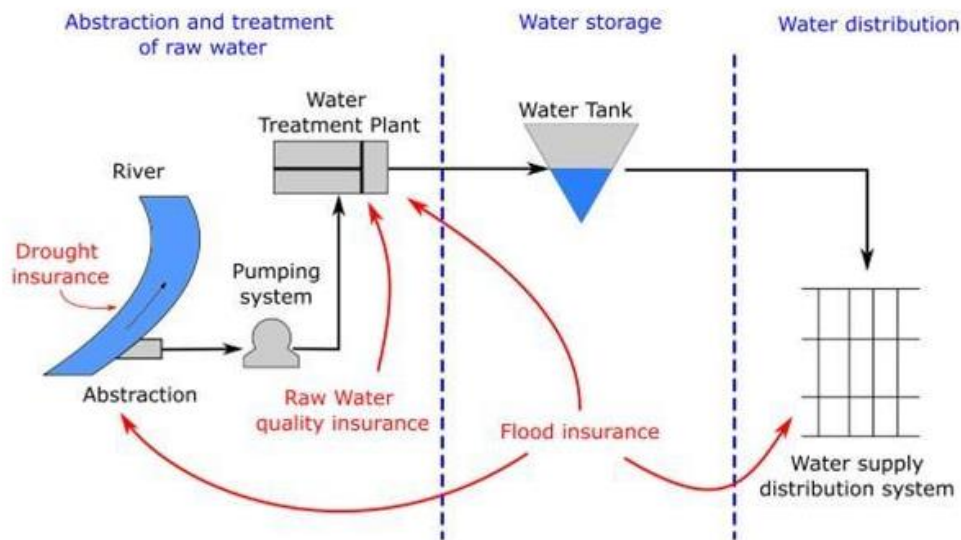 Abstraction and treatment
of raw water
Water storage
Water distribution
Water
Treatment Plant
Water Tank
River
Drought
insurance
Pumping
system
Abstraction
Raw Water
quality insurance
Flood insurance
Water supply
distribution system